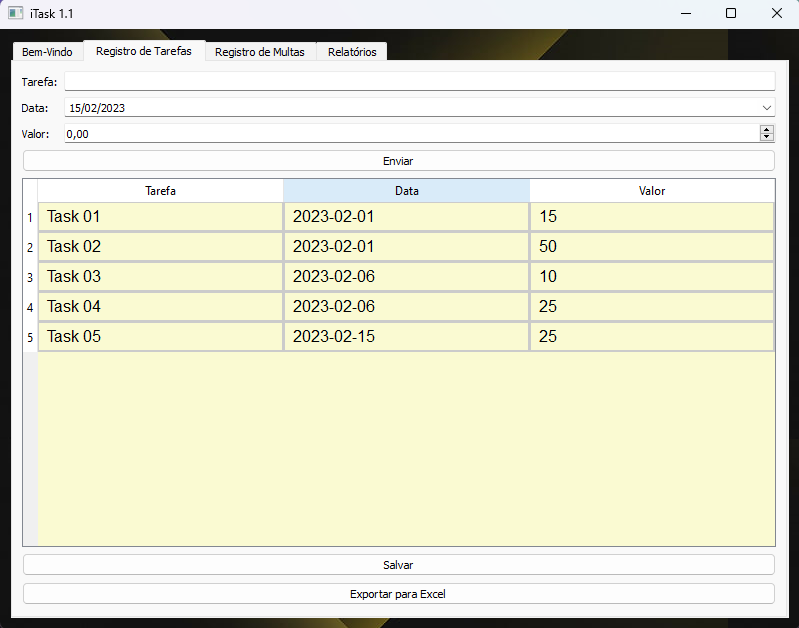 iTask 1.1
Bem-Vindo Registro de Tarefas Registro de Multas Relatórios
Tarefa:
Data: 15/02/2023
Valor: 0,00
Enviar
Tarefa Data Valor
1 Task 01 2023-02-01 15
2 Task 02 2023-02-01 50
3 Task 03 2023-02-06 10
4 Task 04 2023-02-06 25
5 Task 05 2023-02-15 25
Salvar
Exportar para Excel